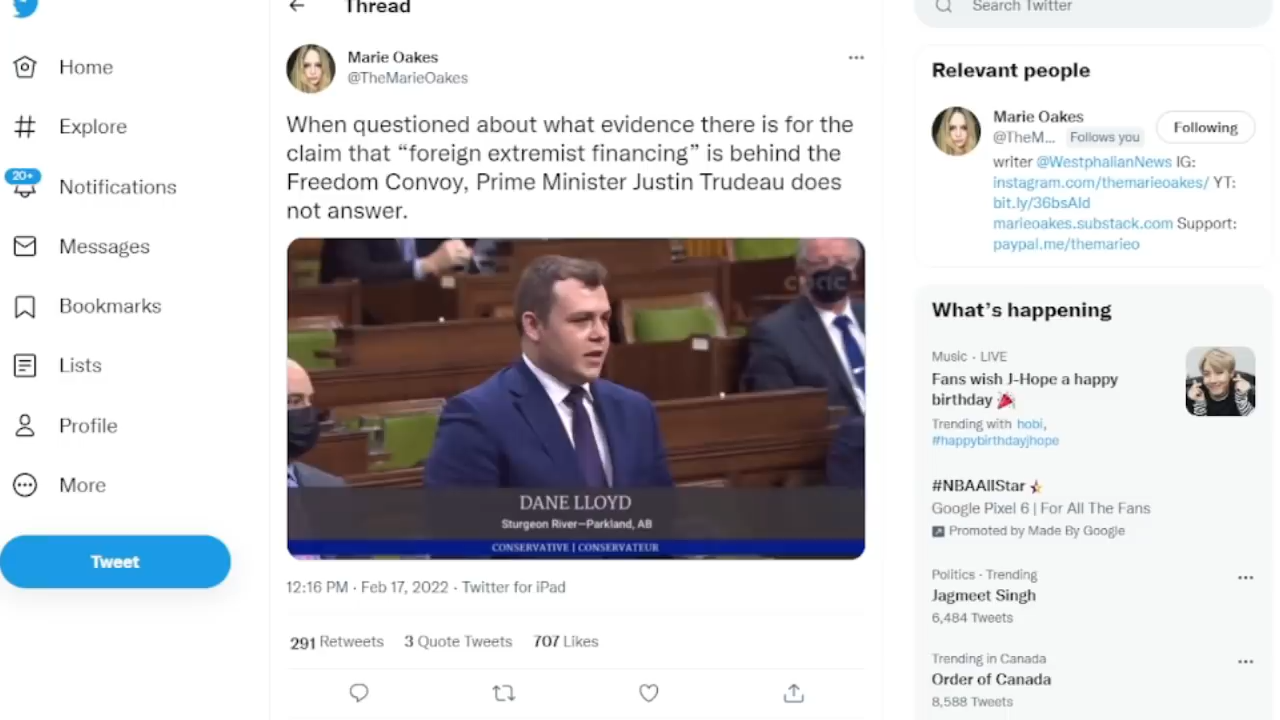 Thread
Search Twitter
Home
Explore
20+
Notifications
Messages
Bookmarks
Lists
Profile
More
Tweet
Marie Oakes
@TheMarieOakes
When questioned about what evidence there is for the
claim that “foreign extremist financing” is behind the
Freedom Convoy, Prime Minister Justin Trudeau does
not answer.
cpac
DANE LLOYD
Sturgeon River—Parkland, AB
CONSERVATIVE | CONSERVATEUR
12:16 PM · Feb 17, 2022 · Twitter for iPad
291 Retweets 3 Quote Tweets 707 Likes
Relevant people
Marie Oakes
@TheM... Follows you
Following
writer @WestphalianNews IG:
instagram.com/themarieoakes/ YT:
bit.ly/36bsAId
marieoakes.substack.com Support:
paypal.me/themarieo
What’s happening
Music · LIVE
Fans wish J-Hope a happy
birthday
Trending with hobi,
#happybirthdayjhope
#NBAAllStar
Google Pixel 6 | For All The Fans
Promoted by Made By Google
Politics · Trending
Jagmeet Singh
6,484 Tweets
Trending in Canada
Order of Canada
8,588 Tweets